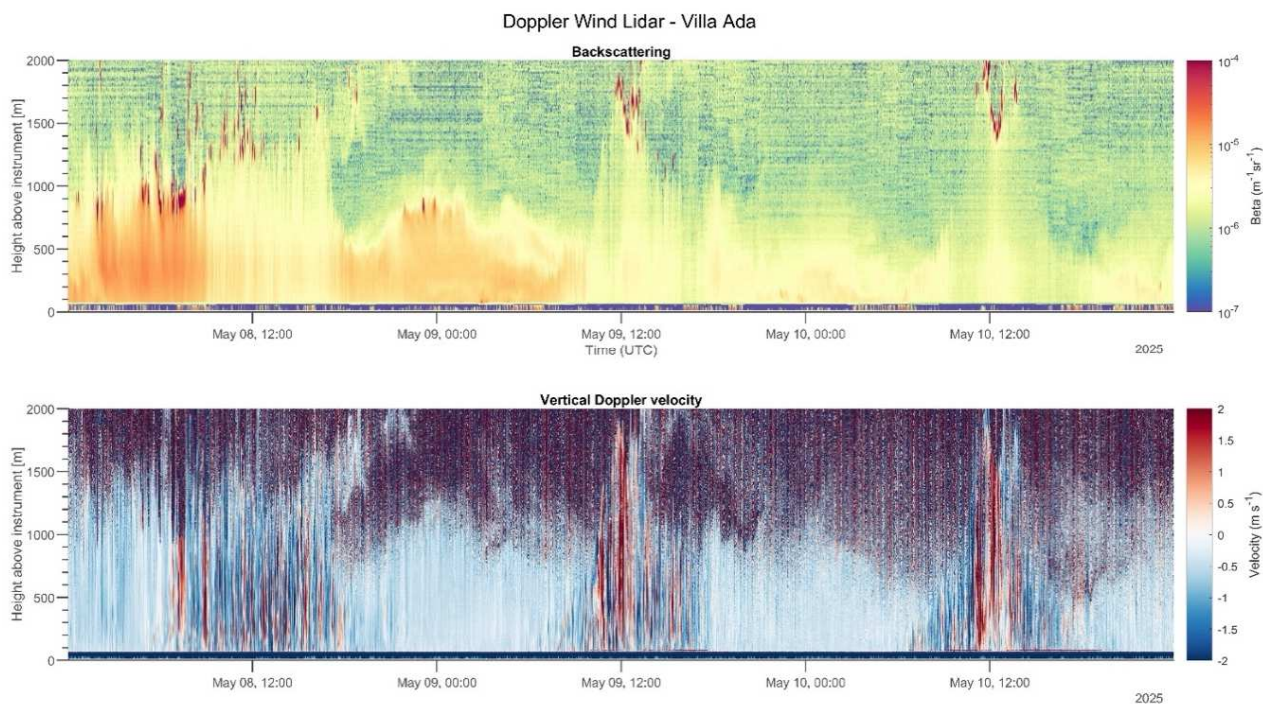 Doppler Wind Lidar - Villa Ada
Backscattering
Height above instrument [m]
2000
1500
1000
500
0
May 08, 12:00
May 09, 00:00
May 09, 12:00
May 10, 00:00
May 10, 12:00
Time (UTC)
2025
10⁻⁴
10⁻⁵
10⁻⁶
10⁻⁷
Beta (m⁻¹sr⁻¹)
Vertical Doppler velocity
Height above instrument [m]
2000
1500
1000
500
0
May 08, 12:00
May 09, 00:00
May 09, 12:00
May 10, 00:00
May 10, 12:00
2025
2
1.5
1
0.5
0
-0.5
-1
-1.5
-2
Velocity (m s⁻¹)